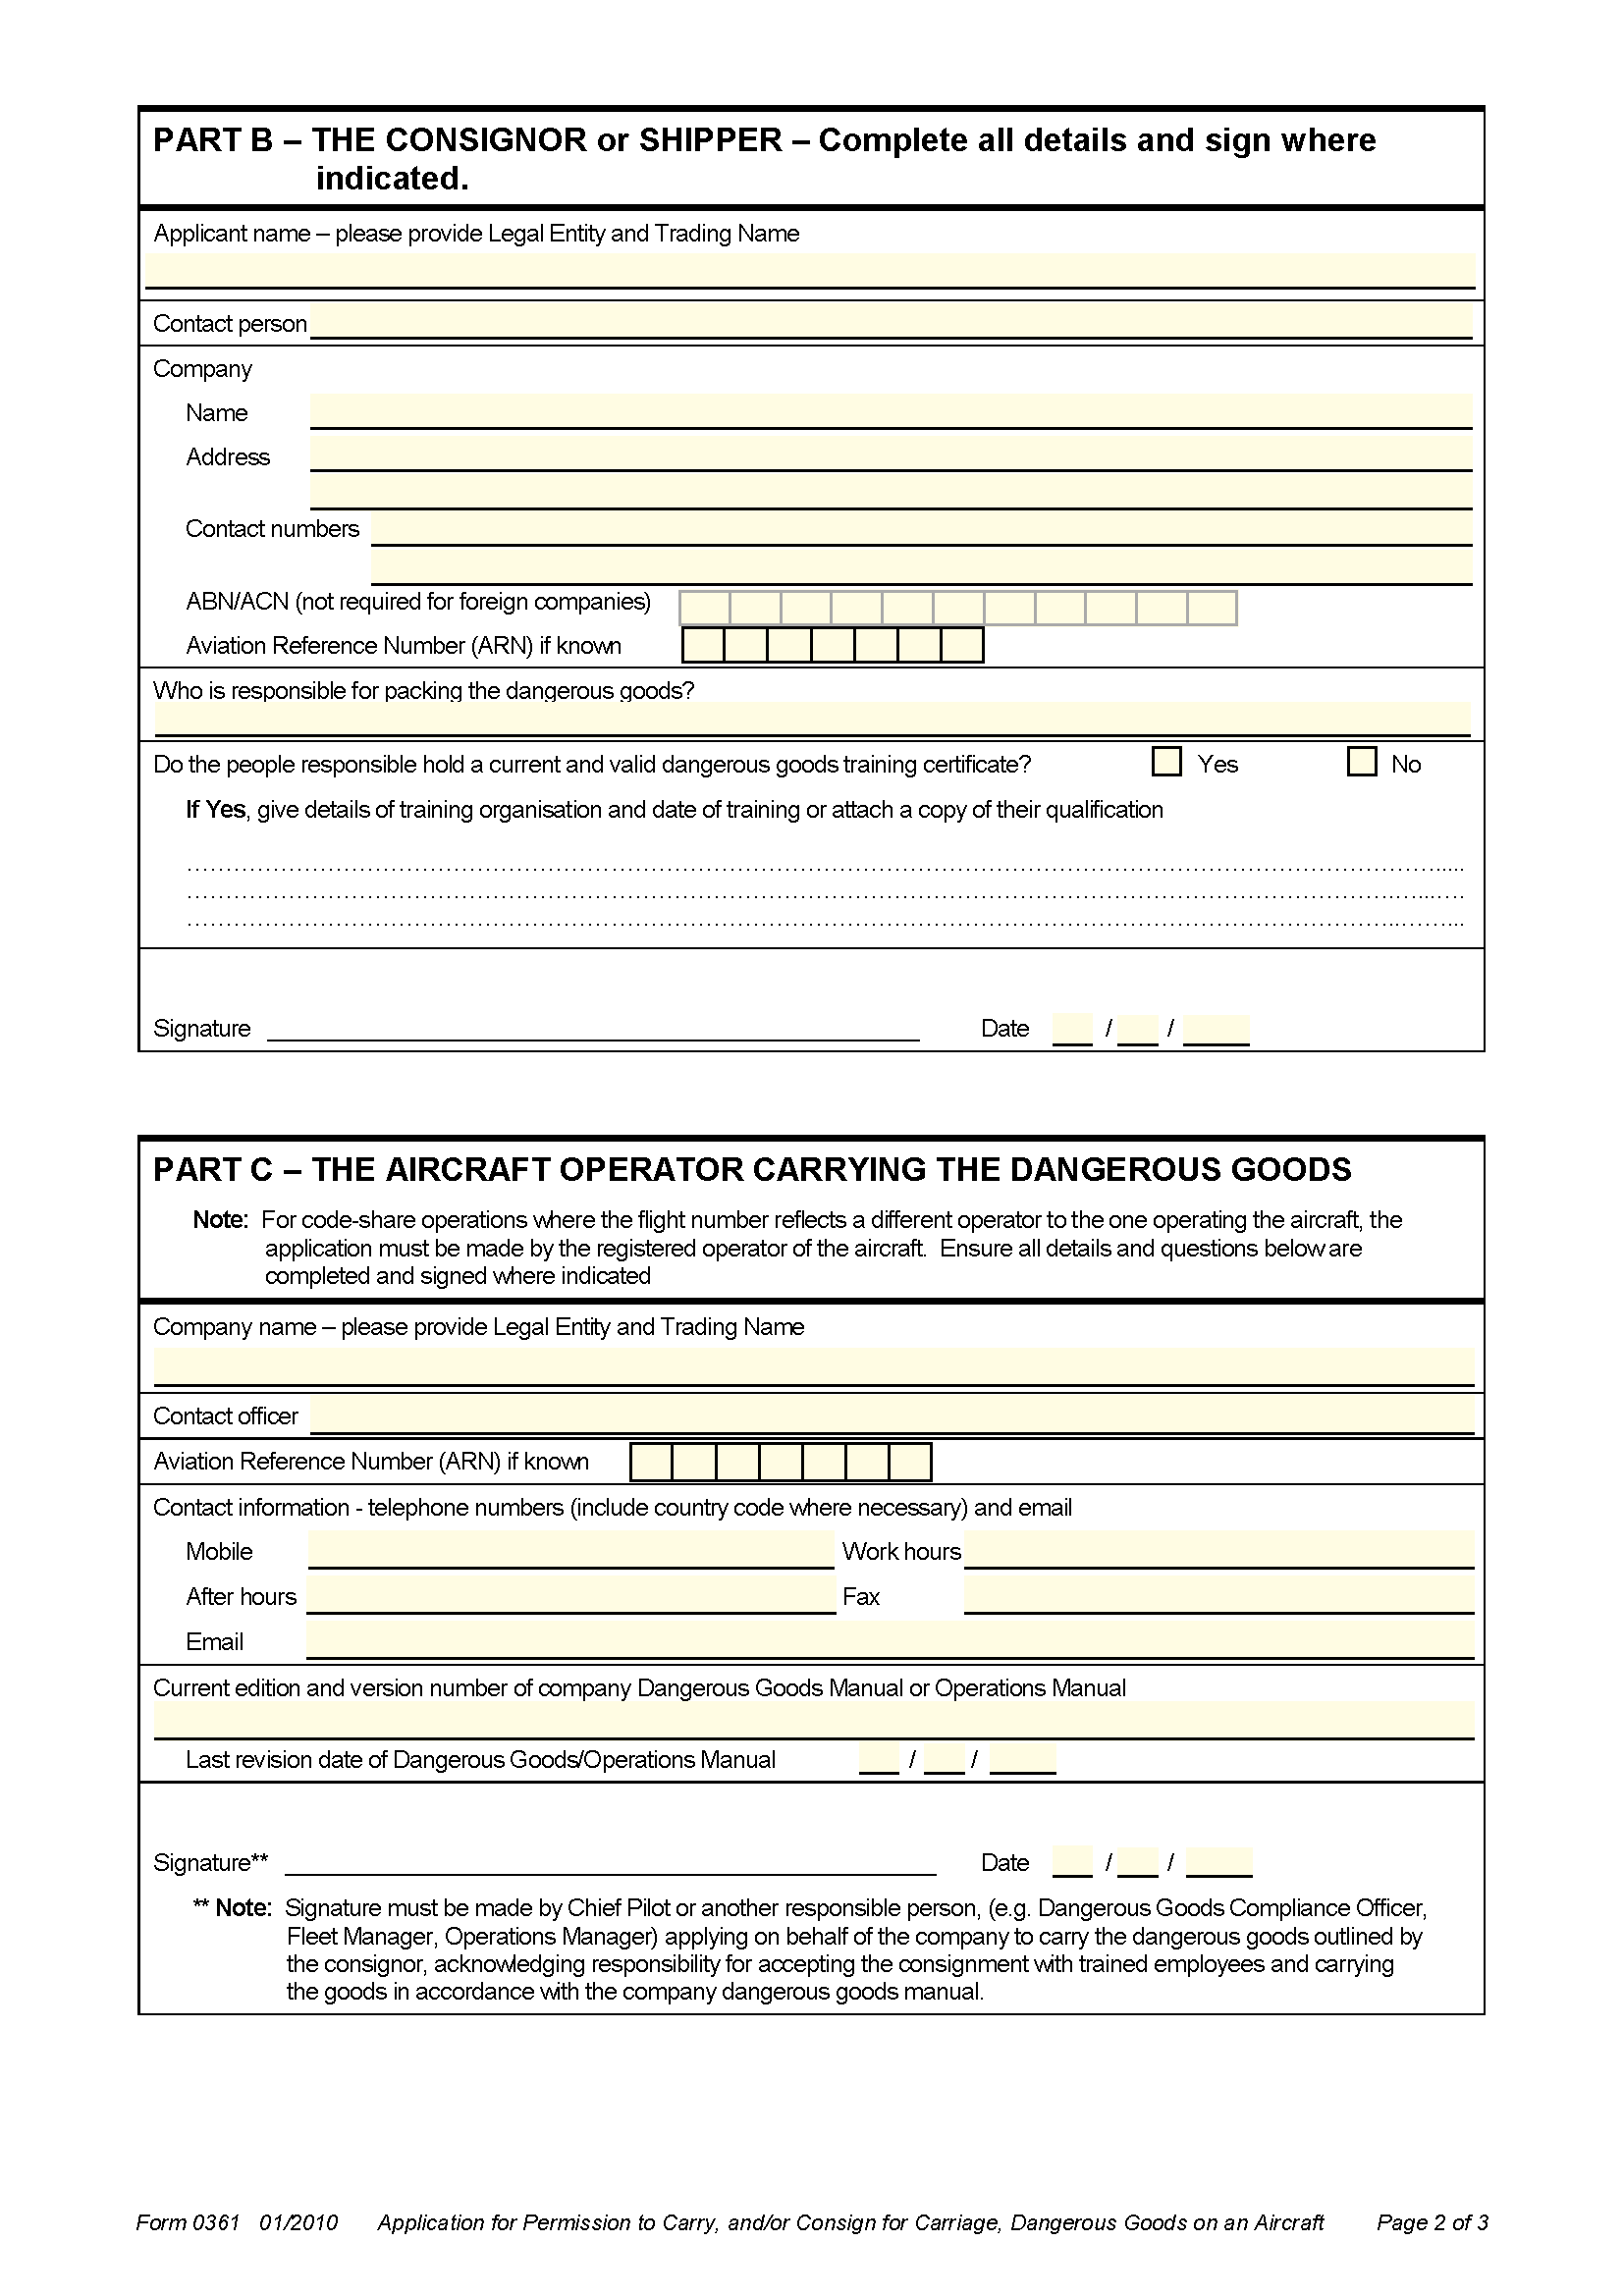 PART B – THE CONSIGNOR or SHIPPER – Complete all details and sign where
indicated.
Applicant name – please provide Legal Entity and Trading Name
Contact person
Company
Name
Address
Contact numbers
ABN/ACN (not required for foreign companies)
Aviation Reference Number (ARN) if known
Who is responsible for packing the dangerous goods?
Do the people responsible hold a current and valid dangerous goods training certificate? Yes No
If Yes, give details of training organisation and date of training or attach a copy of their qualification
Signature Date / /
PART C – THE AIRCRAFT OPERATOR CARRYING THE DANGEROUS GOODS
Note: For code-share operations where the flight number reflects a different operator to the one operating the aircraft, the
application must be made by the registered operator of the aircraft. Ensure all details and questions below are
completed and signed where indicated
Company name – please provide Legal Entity and Trading Name
Contact officer
Aviation Reference Number (ARN) if known
Contact information - telephone numbers (include country code where necessary) and email
Mobile Work hours
After hours Fax
Email
Current edition and version number of company Dangerous Goods Manual or Operations Manual
Last revision date of Dangerous Goods/Operations Manual / /
Signature** Date / /
** Note: Signature must be made by Chief Pilot or another responsible person, (e.g. Dangerous Goods Compliance Officer,
Fleet Manager, Operations Manager) applying on behalf of the company to carry the dangerous goods outlined by
the consignor, acknowledging responsibility for accepting the consignment with trained employees and carrying
the goods in accordance with the company dangerous goods manual.
Form 0361 01/2010 Application for Permission to Carry, and/or Consign for Carriage, Dangerous Goods on an Aircraft Page 2 of 3